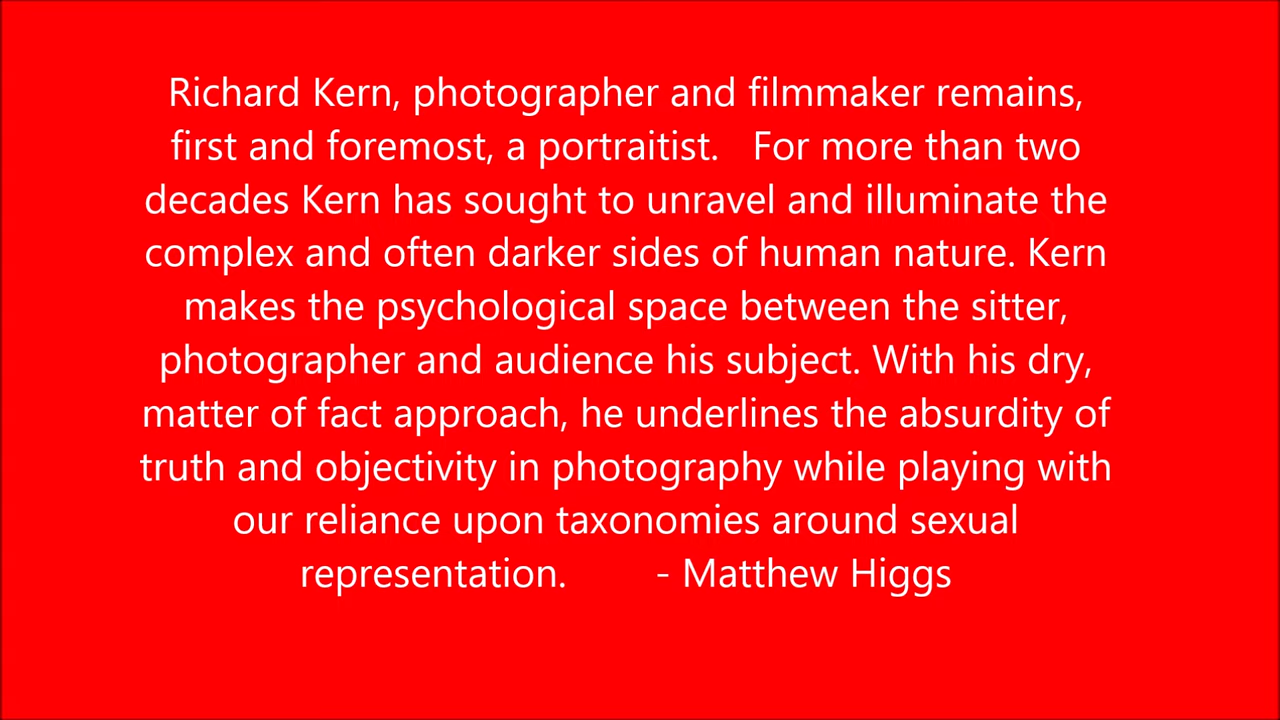 Richard Kern, photographer and filmmaker remains,
first and foremost, a portraitist.   For more than two
decades Kern has sought to unravel and illuminate the
complex and often darker sides of human nature. Kern
makes the psychological space between the sitter,
photographer and audience his subject. With his dry,
matter of fact approach, he underlines the absurdity of
truth and objectivity in photography while playing with
our reliance upon taxonomies around sexual
representation.         - Matthew Higgs